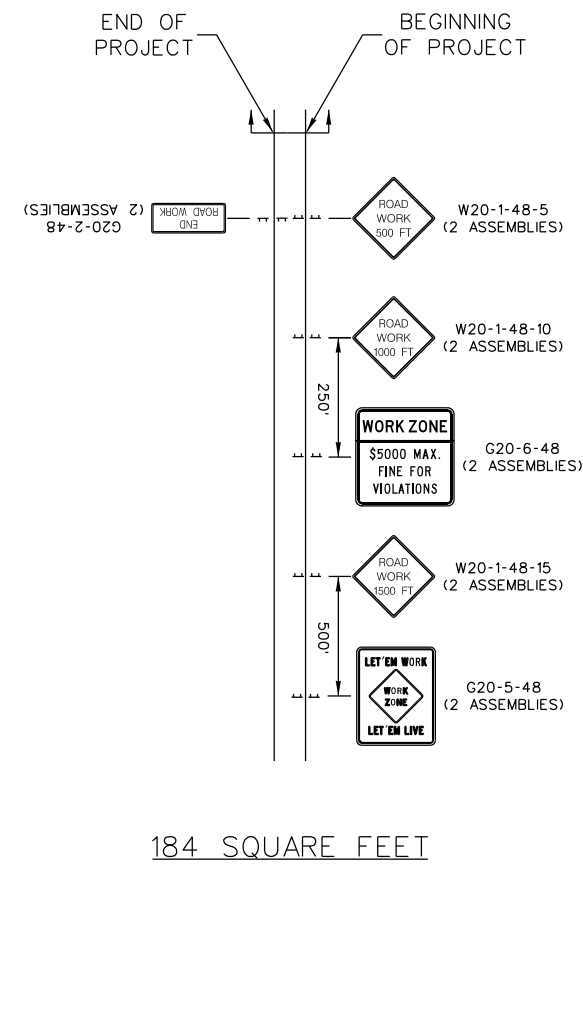 END OF
PROJECT
BEGINNING
OF PROJECT
G20-2-48
(2 ASSEMBLIES)
END
ROAD WORK
ROAD
WORK
500 FT
W20-1-48-5
(2 ASSEMBLIES)
ROAD
WORK
1000 FT
W20-1-48-10
(2 ASSEMBLIES)
250'
WORK ZONE
$5000 MAX.
FINE FOR
VIOLATIONS
G20-6-48
(2 ASSEMBLIES)
ROAD
WORK
1500 FT
W20-1-48-15
(2 ASSEMBLIES)
500'
LET'EM WORK
WORK
ZONE
LET'EM LIVE
G20-5-48
(2 ASSEMBLIES)
184 SQUARE FEET